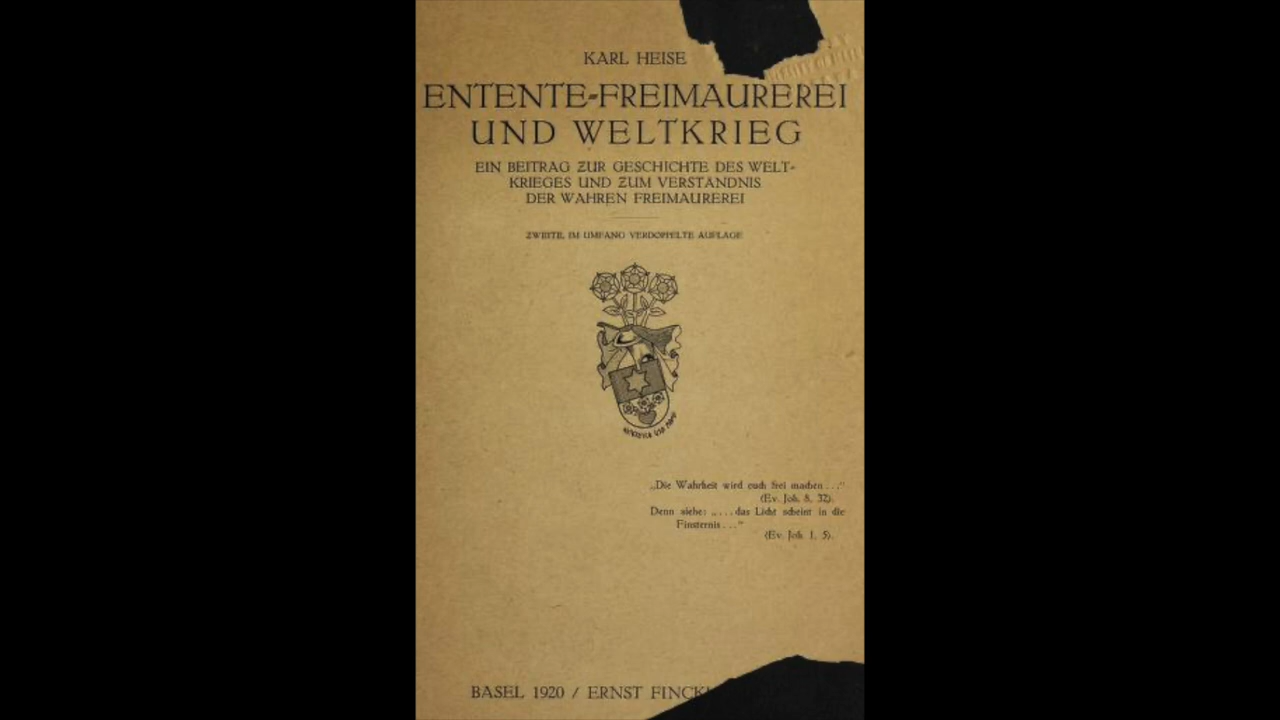 KARL HEISE
ENTENTE-FREIMAUREREI
UND WELTKRIEG
EIN BEITRAG ZUR GESCHICHTE DES WELT-
KRIEGES UND ZUM VERSTÄNDNIS
DER WAHREN FREIMAUREREI
ZWEITE, IM UMFANG VERDOPPELTE AUFLAGE
„Die Wahrheit wird euch frei machen ...“
(Ev. Joh. 8, 32).
Denn siehe: „... das Licht scheint in die
Finsternis ...“
(Ev. Joh. 1, 5).
BASEL 1920 / ERNST FINCK